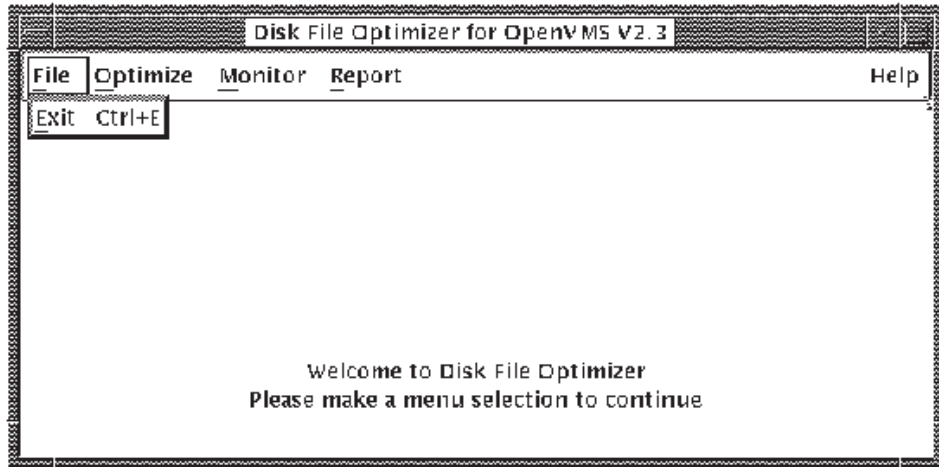 Disk File Optimizer for OpenVMS V2.3
File Optimize Monitor Report Help
Exit Ctrl+E
Welcome to Disk File Optimizer
Please make a menu selection to continue